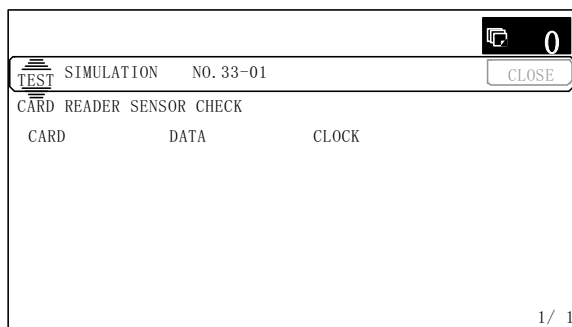 0
TEST SIMULATION NO.33-01 CLOSE
CARD READER SENSOR CHECK
CARD DATA CLOCK
1/ 1